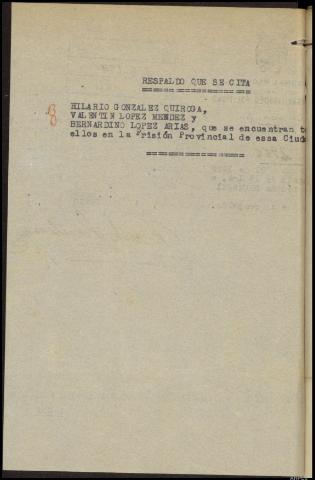 RESPALDO QUE SE CITA
HILARIO GONZALEZ QUIROGA,
VALENTIN LOPEZ MENDEZ y
BERNARDINO LOPEZ ARIAS, que se encuentran t
ellos en la Prisión Provincial de essa Ciud